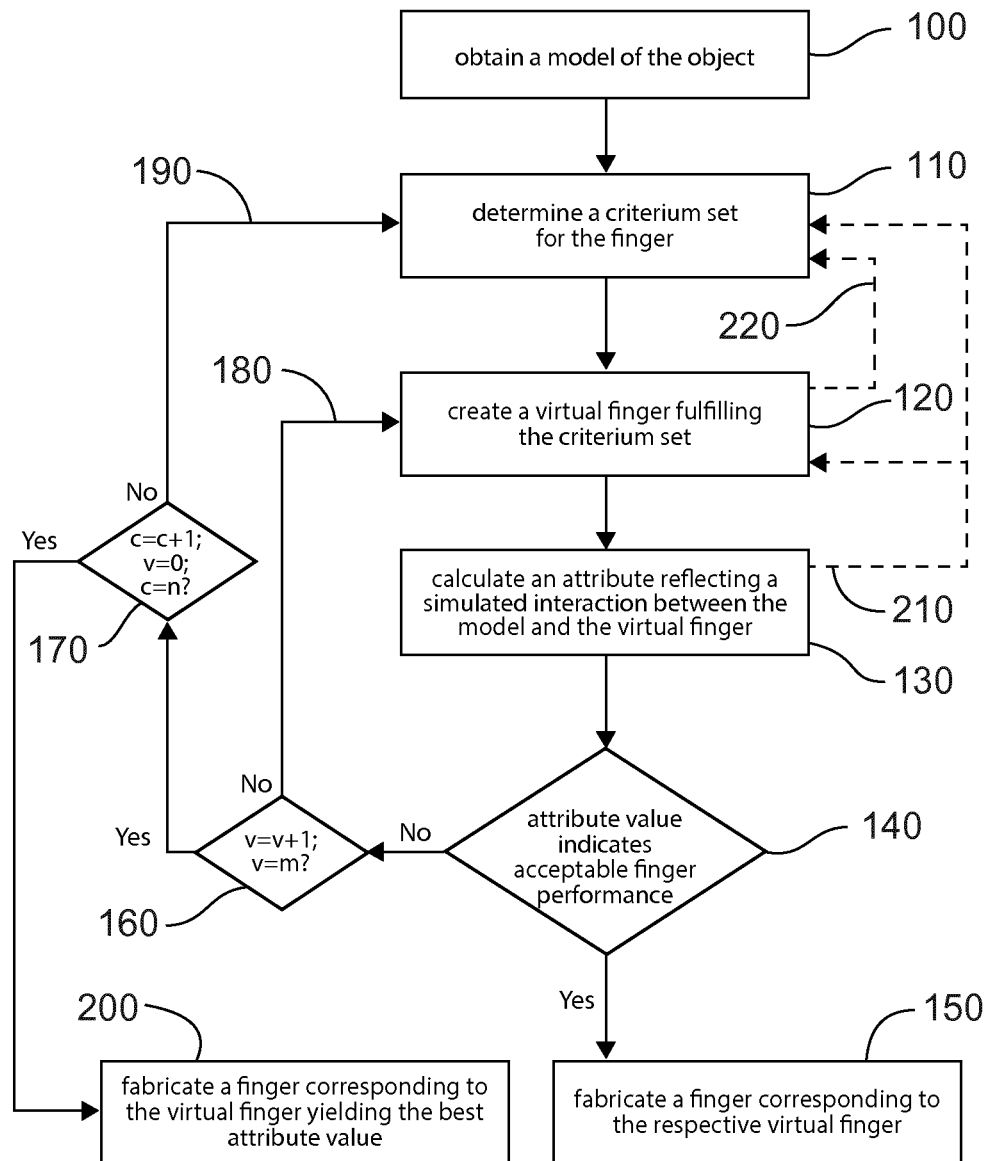 100
obtain a model of the object
110
190
determine a criterium set
for the finger
220
180
120
create a virtual finger fulfilling
the criterium set
No
Yes
c=c+1;
v=0;
c=n?
170
calculate an attribute reflecting a
simulated interaction between the
model and the virtual finger
210
130
No
Yes
v=v+1;
v=m?
160
No
attribute value
indicates
acceptable finger
performance
140
Yes
200
150
fabricate a finger corresponding to
the virtual finger yielding the best
attribute value
fabricate a finger corresponding to
the respective virtual finger